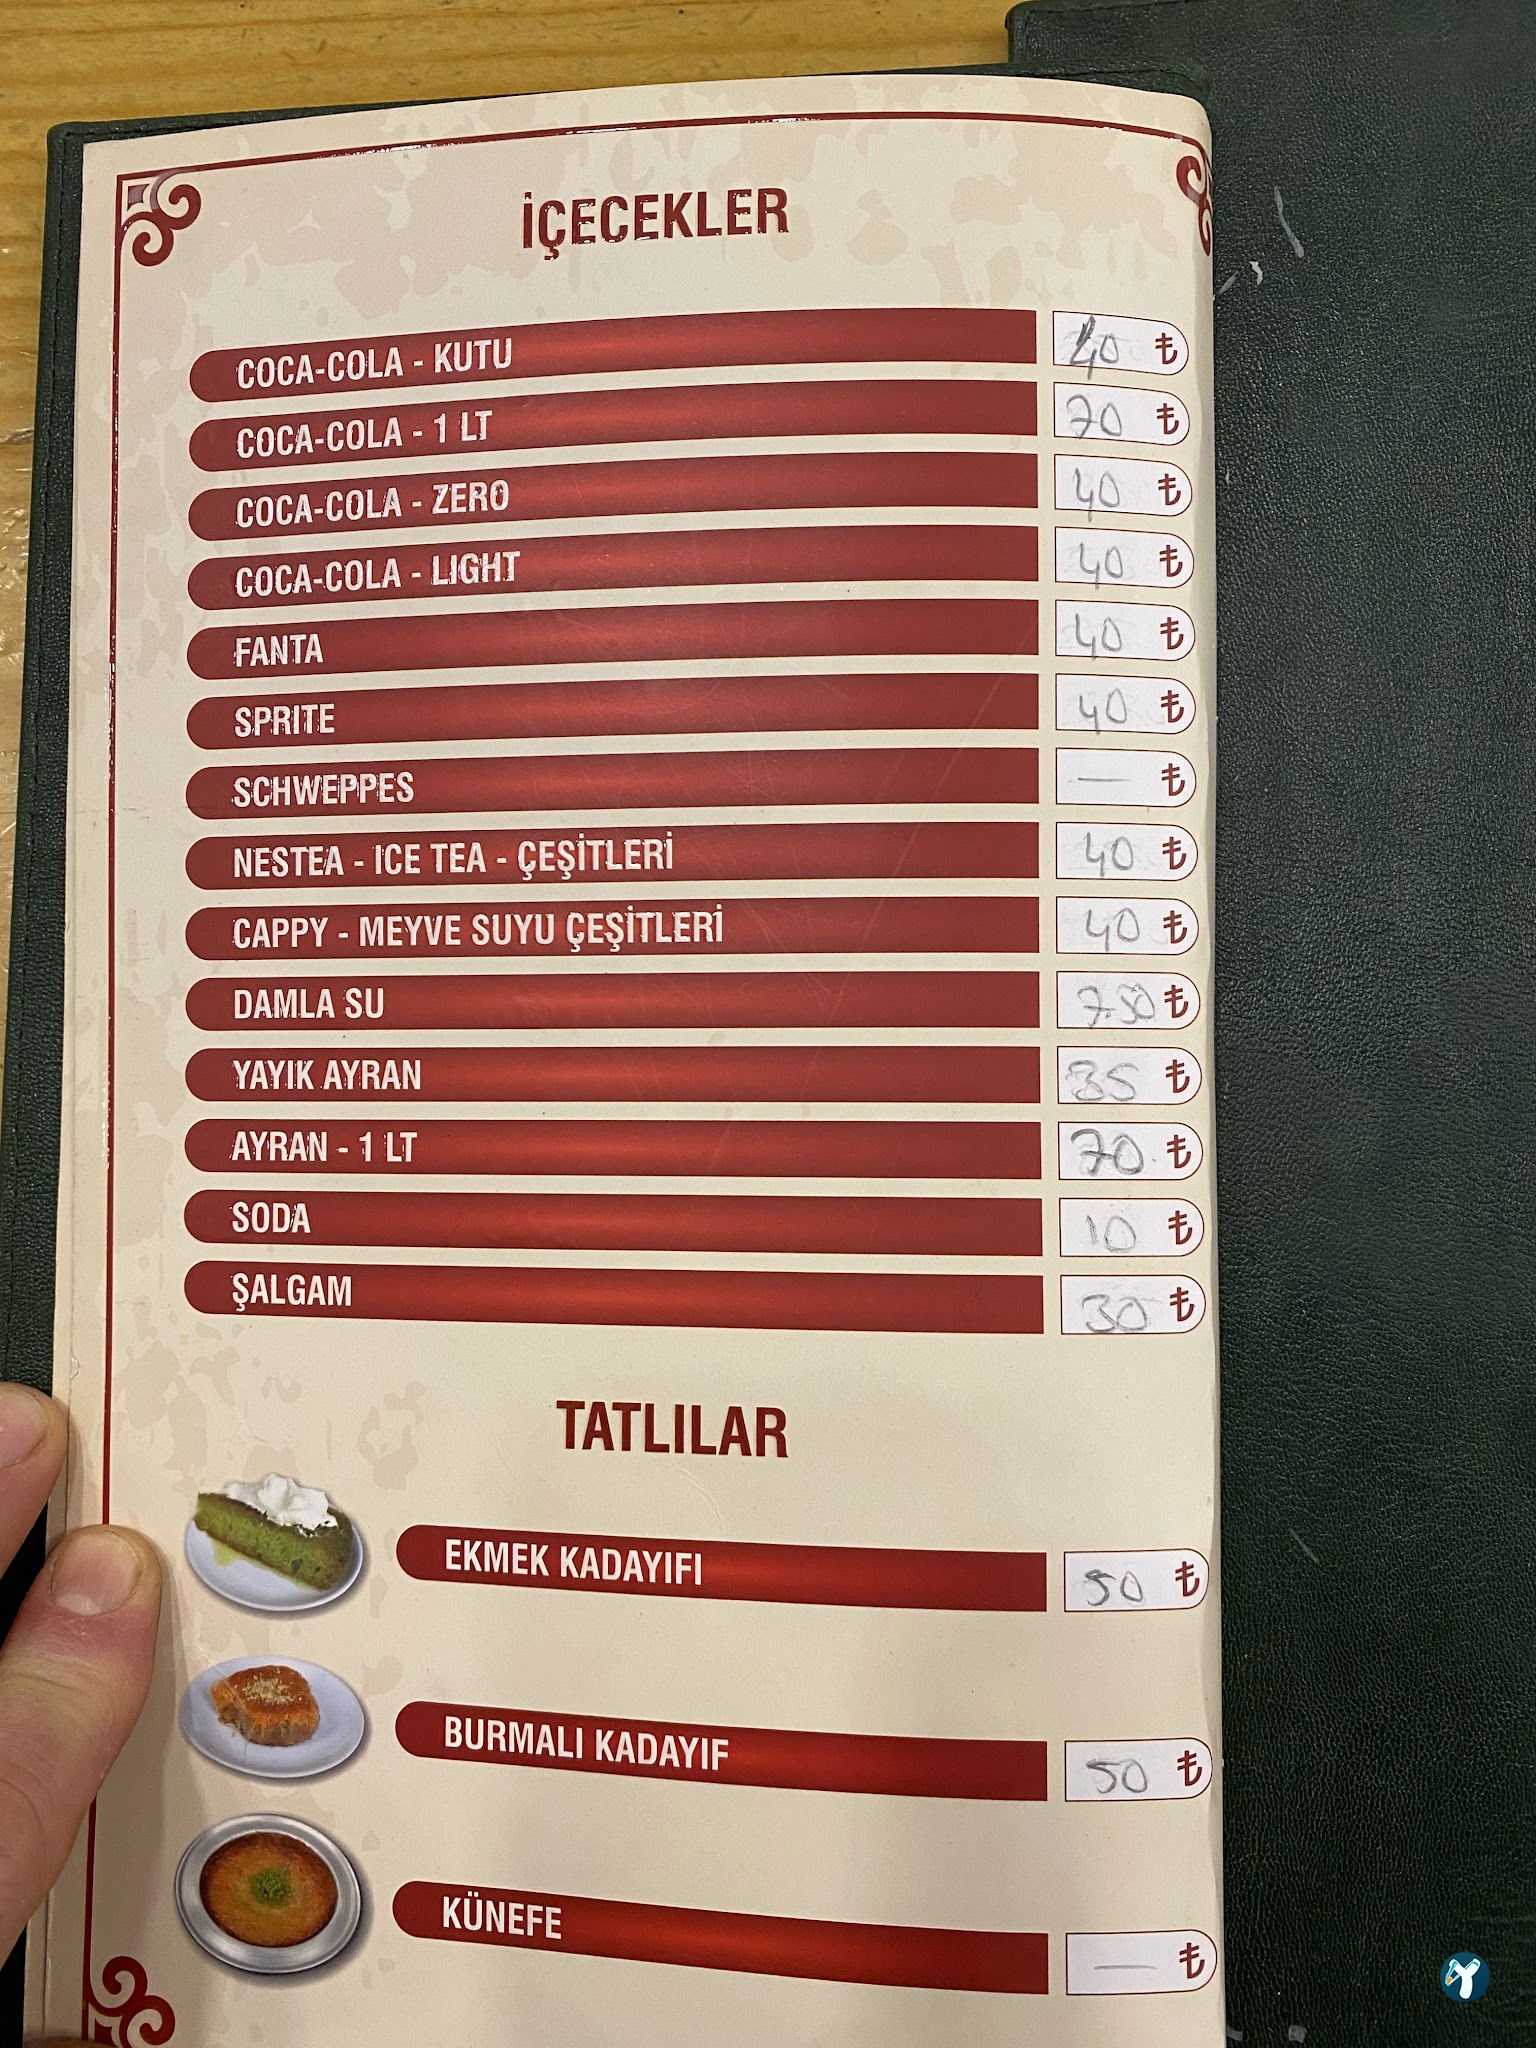 İÇECEKLER
COCA-COLA - KUTU 40 ₺
COCA-COLA - 1 LT 70 ₺
COCA-COLA - ZERO 40 ₺
COCA-COLA - LIGHT 40 ₺
FANTA 40 ₺
SPRITE 40 ₺
SCHWEPPES — ₺
NESTEA - ICE TEA - ÇEŞİTLERİ 40 ₺
CAPPY - MEYVE SUYU ÇEŞİTLERİ 40 ₺
DAMLA SU 7.50 ₺
YAYIK AYRAN 35 ₺
AYRAN - 1 LT 70 ₺
SODA 10 ₺
ŞALGAM 30 ₺
TATLILAR
EKMEK KADAYIFI 50 ₺
BURMALI KADAYIF 50 ₺
KÜNEFE — ₺